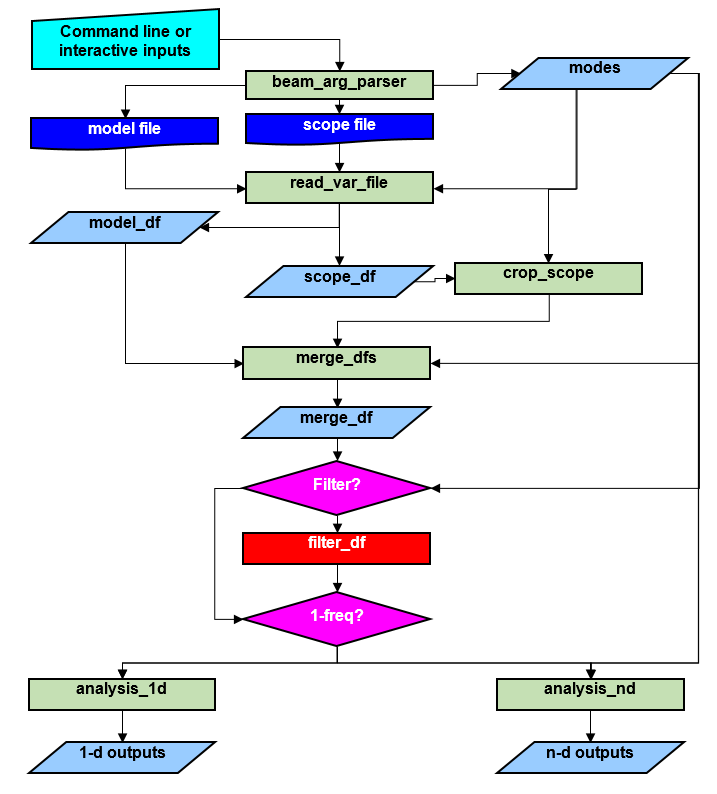 Command line or
interactive inputs
beam_arg_parser
modes
model file
scope file
read_var_file
model_df
scope_df
crop_scope
merge_dfs
merge_df
Filter?
filter_df
1-freq?
analysis_1d
analysis_nd
1-d outputs
n-d outputs